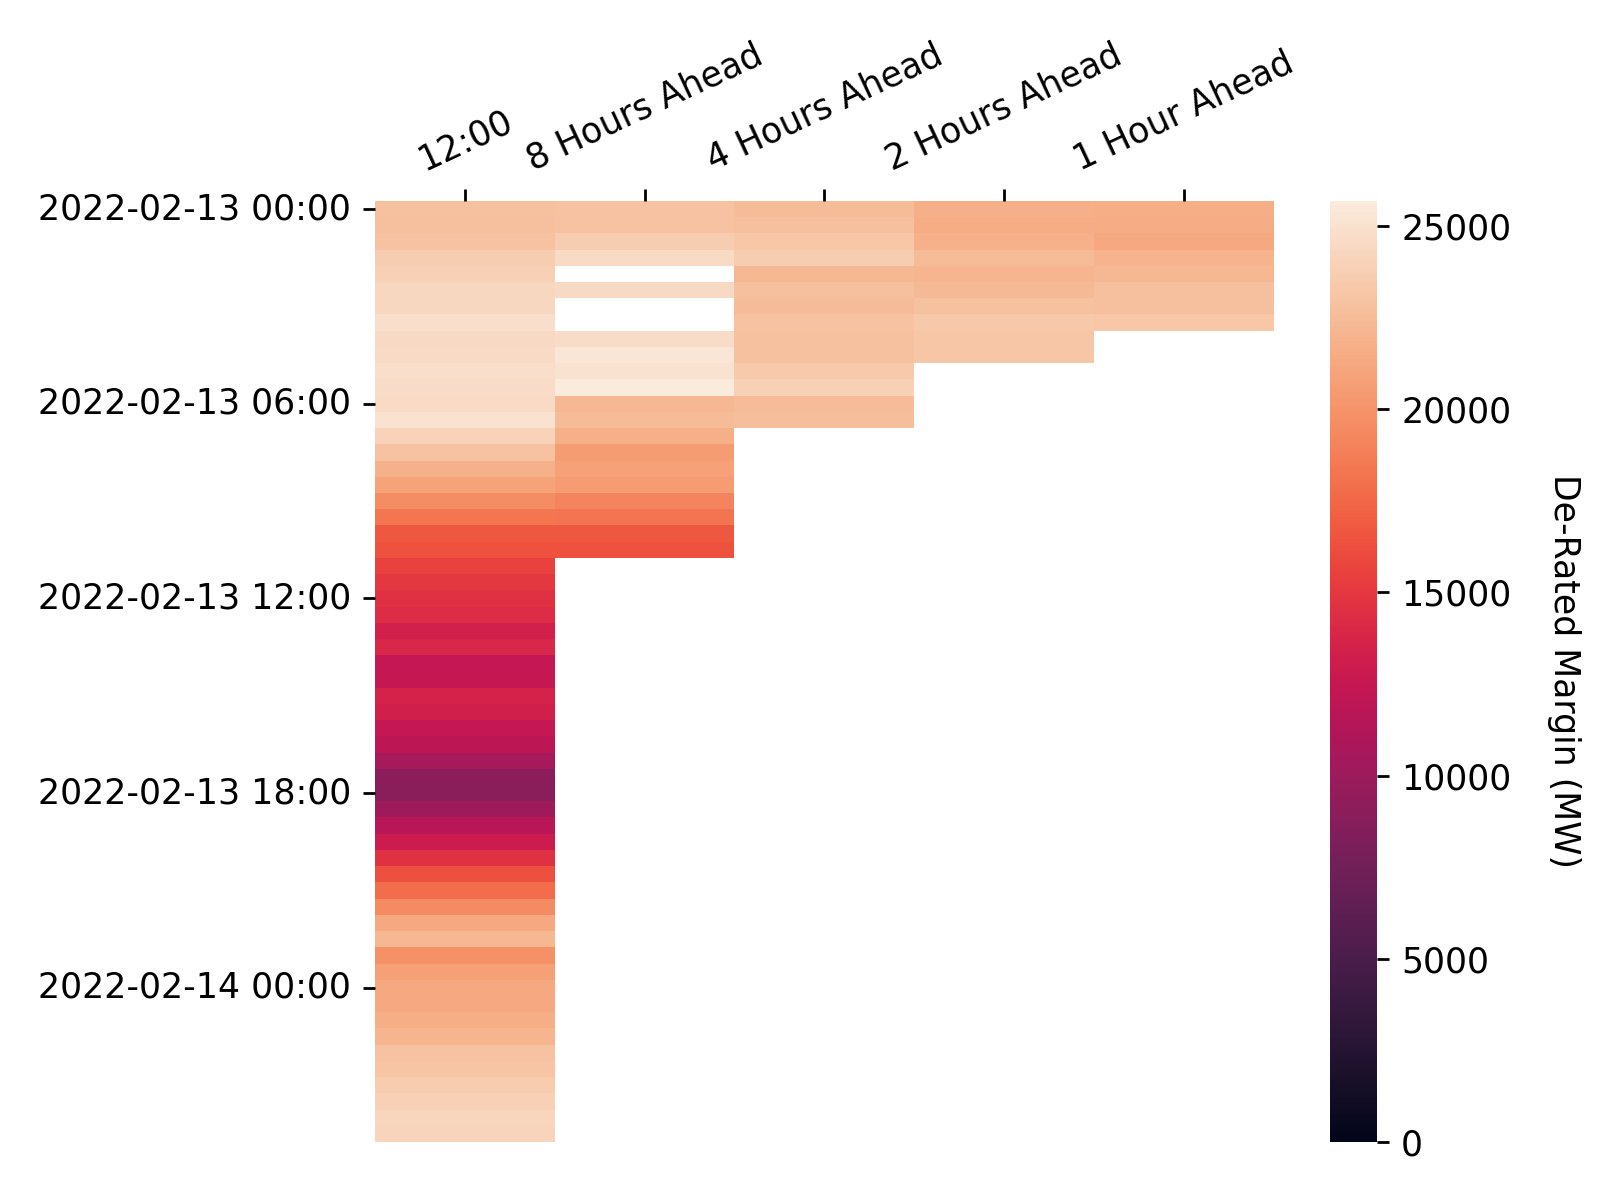 12:00
8 Hours Ahead
4 Hours Ahead
2 Hours Ahead
1 Hour Ahead
2022-02-13 00:00
2022-02-13 06:00
2022-02-13 12:00
2022-02-13 18:00
2022-02-14 00:00
25000
20000
15000
10000
5000
0
De-Rated Margin (MW)